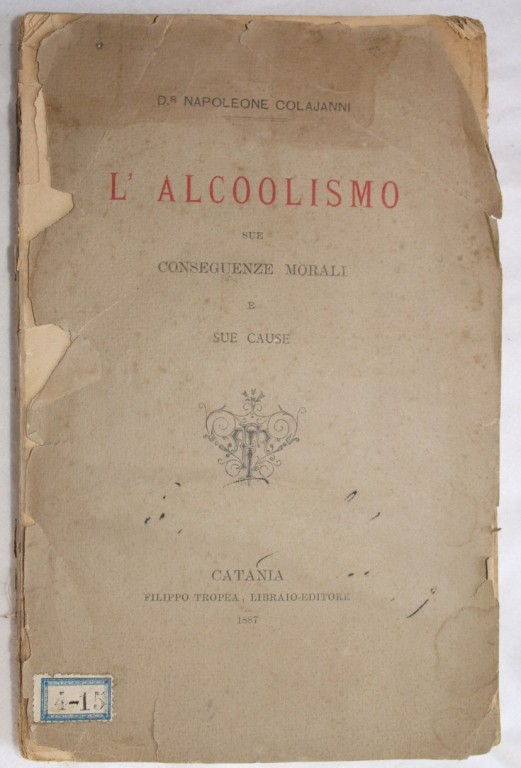 D.R NAPOLEONE COLAJANNI
L' ALCOOLISMO
SUE
CONSEGUENZE MORALI
E
SUE CAUSE
CATANIA
FILIPPO TROPEA, LIBRAIO-EDITORE
1887
4-15